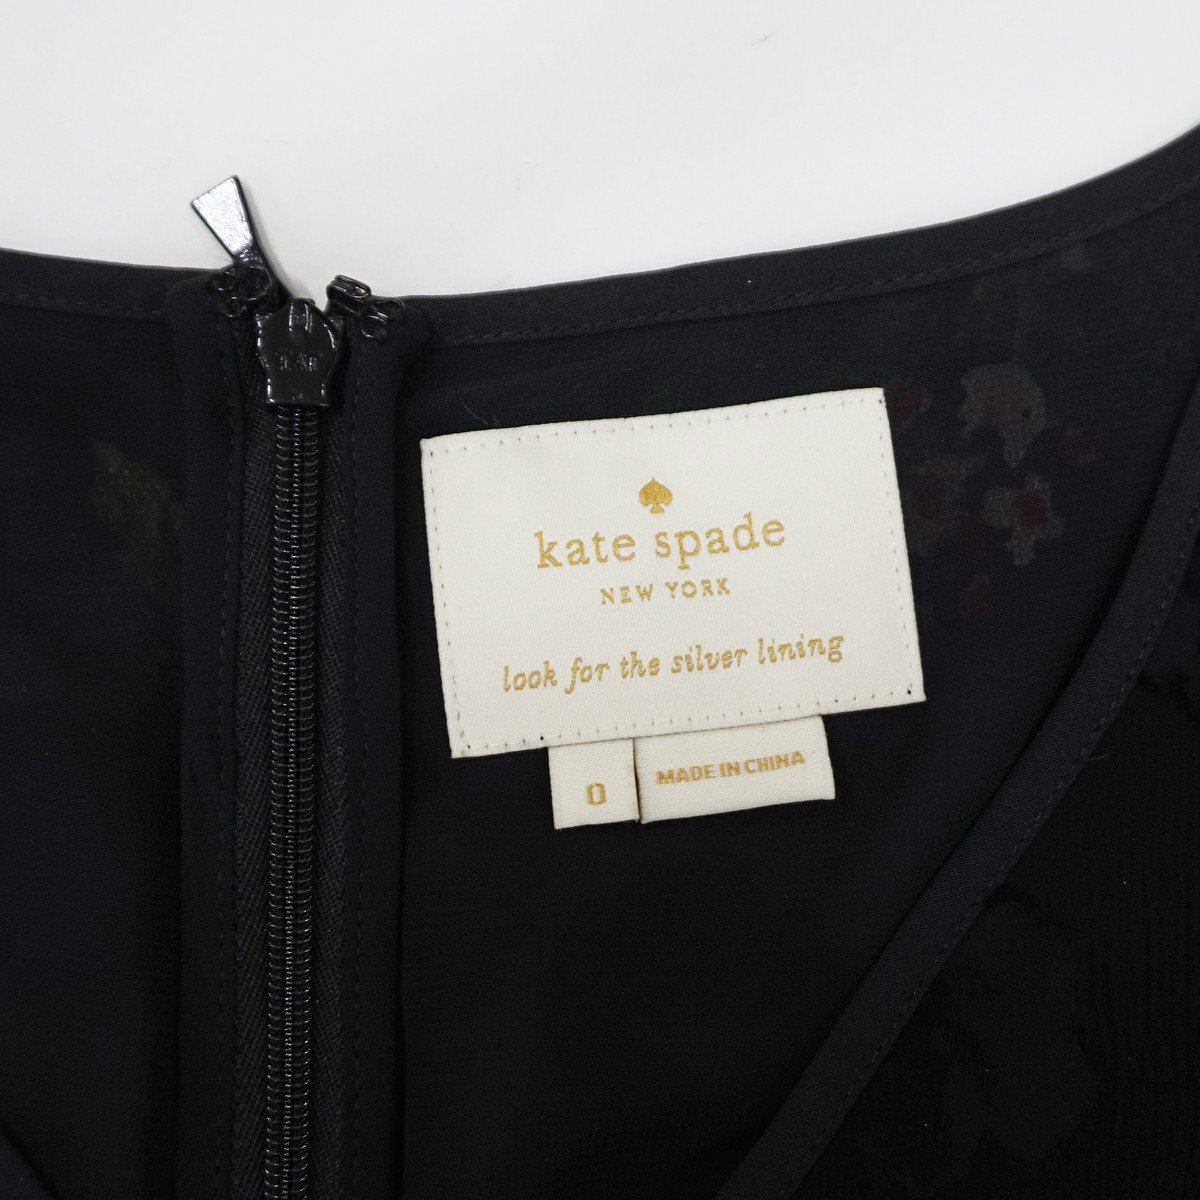 kate spade
NEW YORK
look for the silver lining
0
MADE IN CHINA